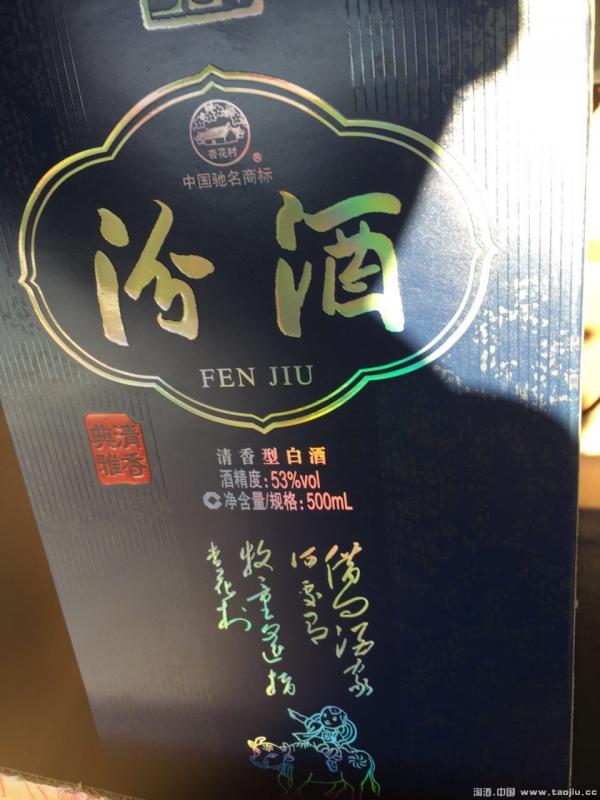 杏花村
®
中国驰名商标
汾酒
FEN JIU
清香
典雅
清香型白酒
酒精度:53%vol
净含量/规格:500mL
借问酒家
何处有
牧童遥指
杏花村
淘酒.中国 www.taojiu.cc